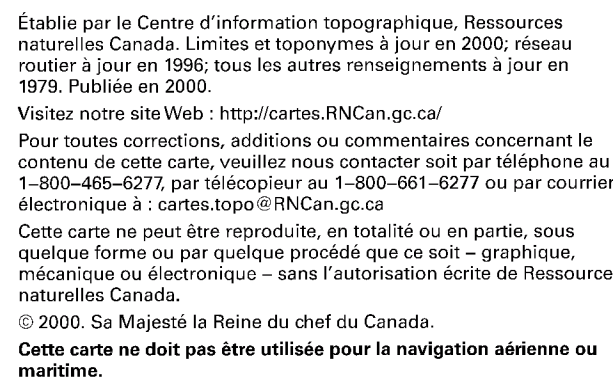 Établie par le Centre d'information topographique, Ressources
naturelles Canada. Limites et toponymes à jour en 2000; réseau
routier à jour en 1996; tous les autres renseignements à jour en
1979. Publiée en 2000.
Visitez notre site Web : http://cartes.RNCan.gc.ca/
Pour toutes corrections, additions ou commentaires concernant le
contenu de cette carte, veuillez nous contacter soit par téléphone au
1–800–465–6277, par télécopieur au 1–800–661–6277 ou par courrier
électronique à : cartes.topo@RNCan.gc.ca
Cette carte ne peut être reproduite, en totalité ou en partie, sous
quelque forme ou par quelque procédé que ce soit – graphique,
mécanique ou électronique – sans l'autorisation écrite de Ressource
naturelles Canada.
© 2000. Sa Majesté la Reine du chef du Canada.
Cette carte ne doit pas être utilisée pour la navigation aérienne ou
maritime.